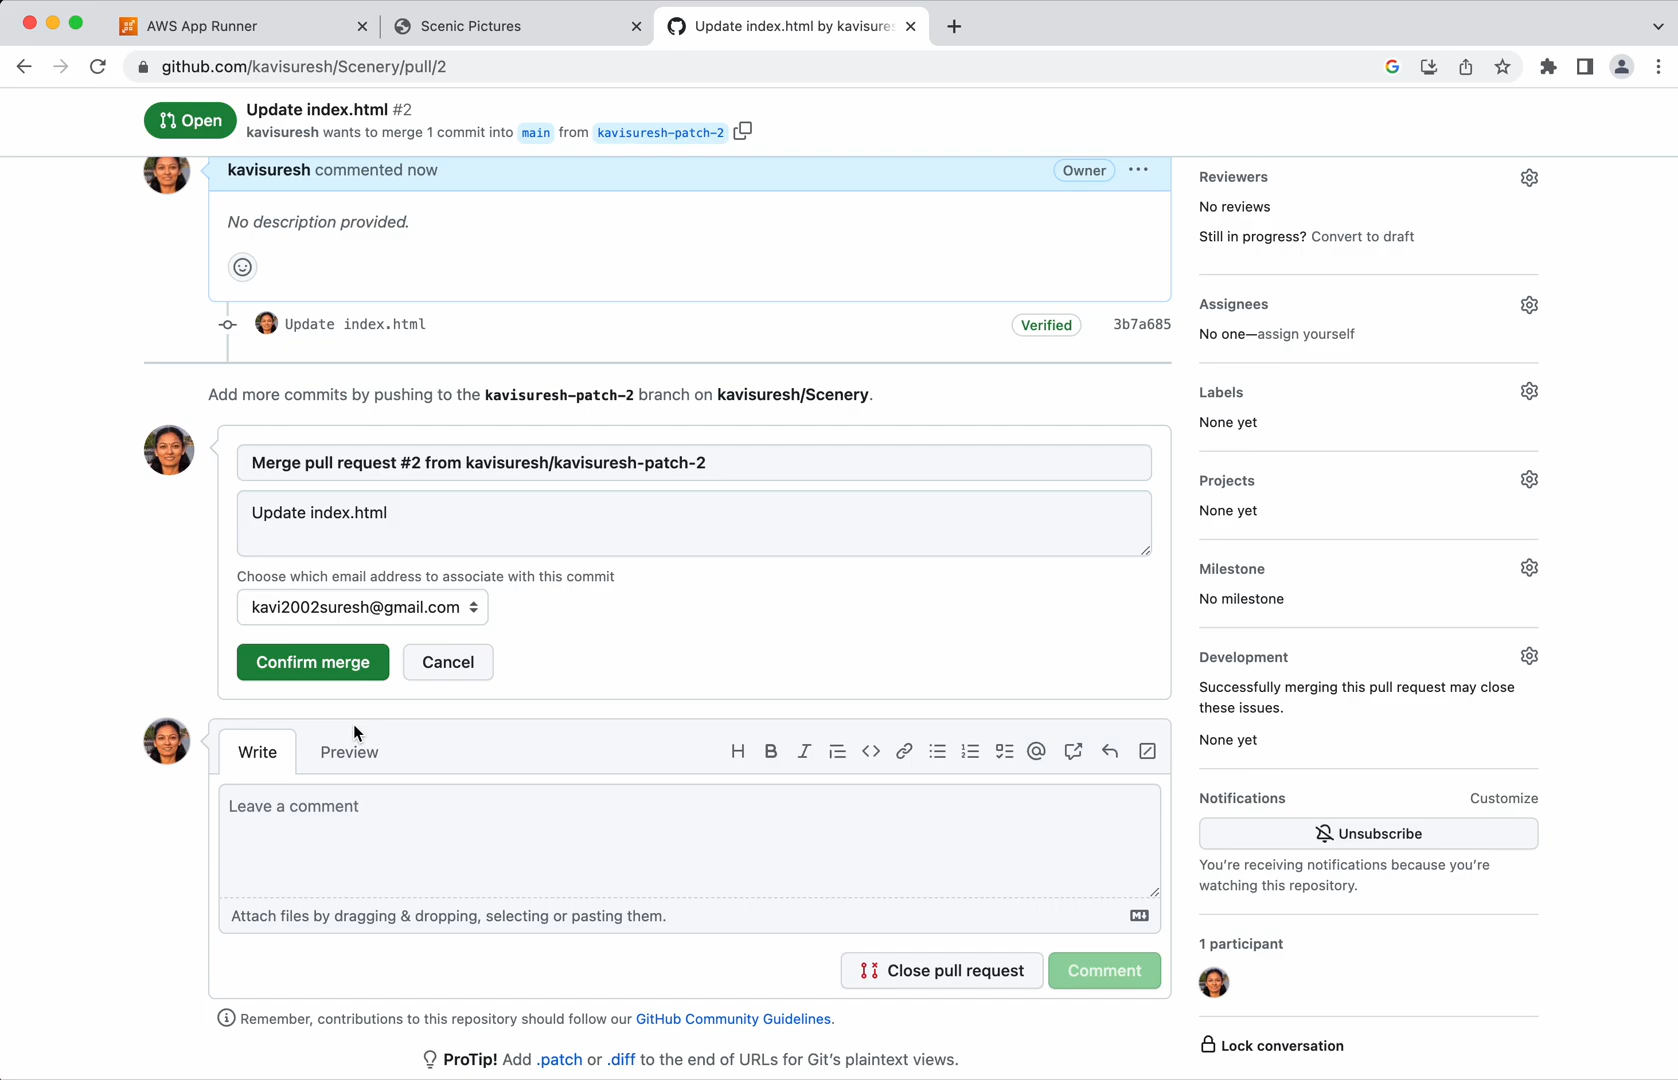 AWS App Runner
Scenic Pictures
Update index.html by kavisures
github.com/kavisuresh/Scenery/pull/2
Open
Update index.html #2
kavisuresh wants to merge 1 commit into main from kavisuresh-patch-2
kavisuresh commented now
Owner
No description provided.
Update index.html
Verified
3b7a685
Add more commits by pushing to the kavisuresh-patch-2 branch on kavisuresh/Scenery.
Merge pull request #2 from kavisuresh/kavisuresh-patch-2
Update index.html
Choose which email address to associate with this commit
kavi2002suresh@gmail.com
Confirm merge
Cancel
Write
Preview
Leave a comment
Attach files by dragging & dropping, selecting or pasting them.
Close pull request
Comment
Remember, contributions to this repository should follow our GitHub Community Guidelines.
ProTip! Add .patch or .diff to the end of URLs for Git's plaintext views.
Reviewers
No reviews
Still in progress? Convert to draft
Assignees
No one—assign yourself
Labels
None yet
Projects
None yet
Milestone
No milestone
Development
Successfully merging this pull request may close
these issues.
None yet
Notifications
Customize
Unsubscribe
You're receiving notifications because you're
watching this repository.
1 participant
Lock conversation